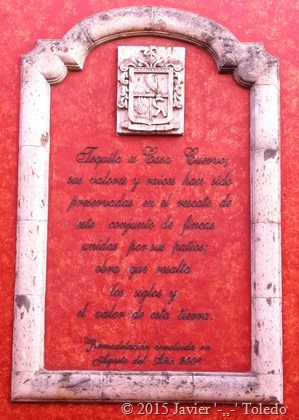 Tequila es Casa Cuervo;
sus valores y raíces han sido
preservadas en el rescate de
este conjunto de fincas
unidas por sus patios;
obra que resalta
los siglos y
el valor de esta tierra.
Remodelación concluida en
Agosto del Año
© 2015 Javier '-_-' Toledo